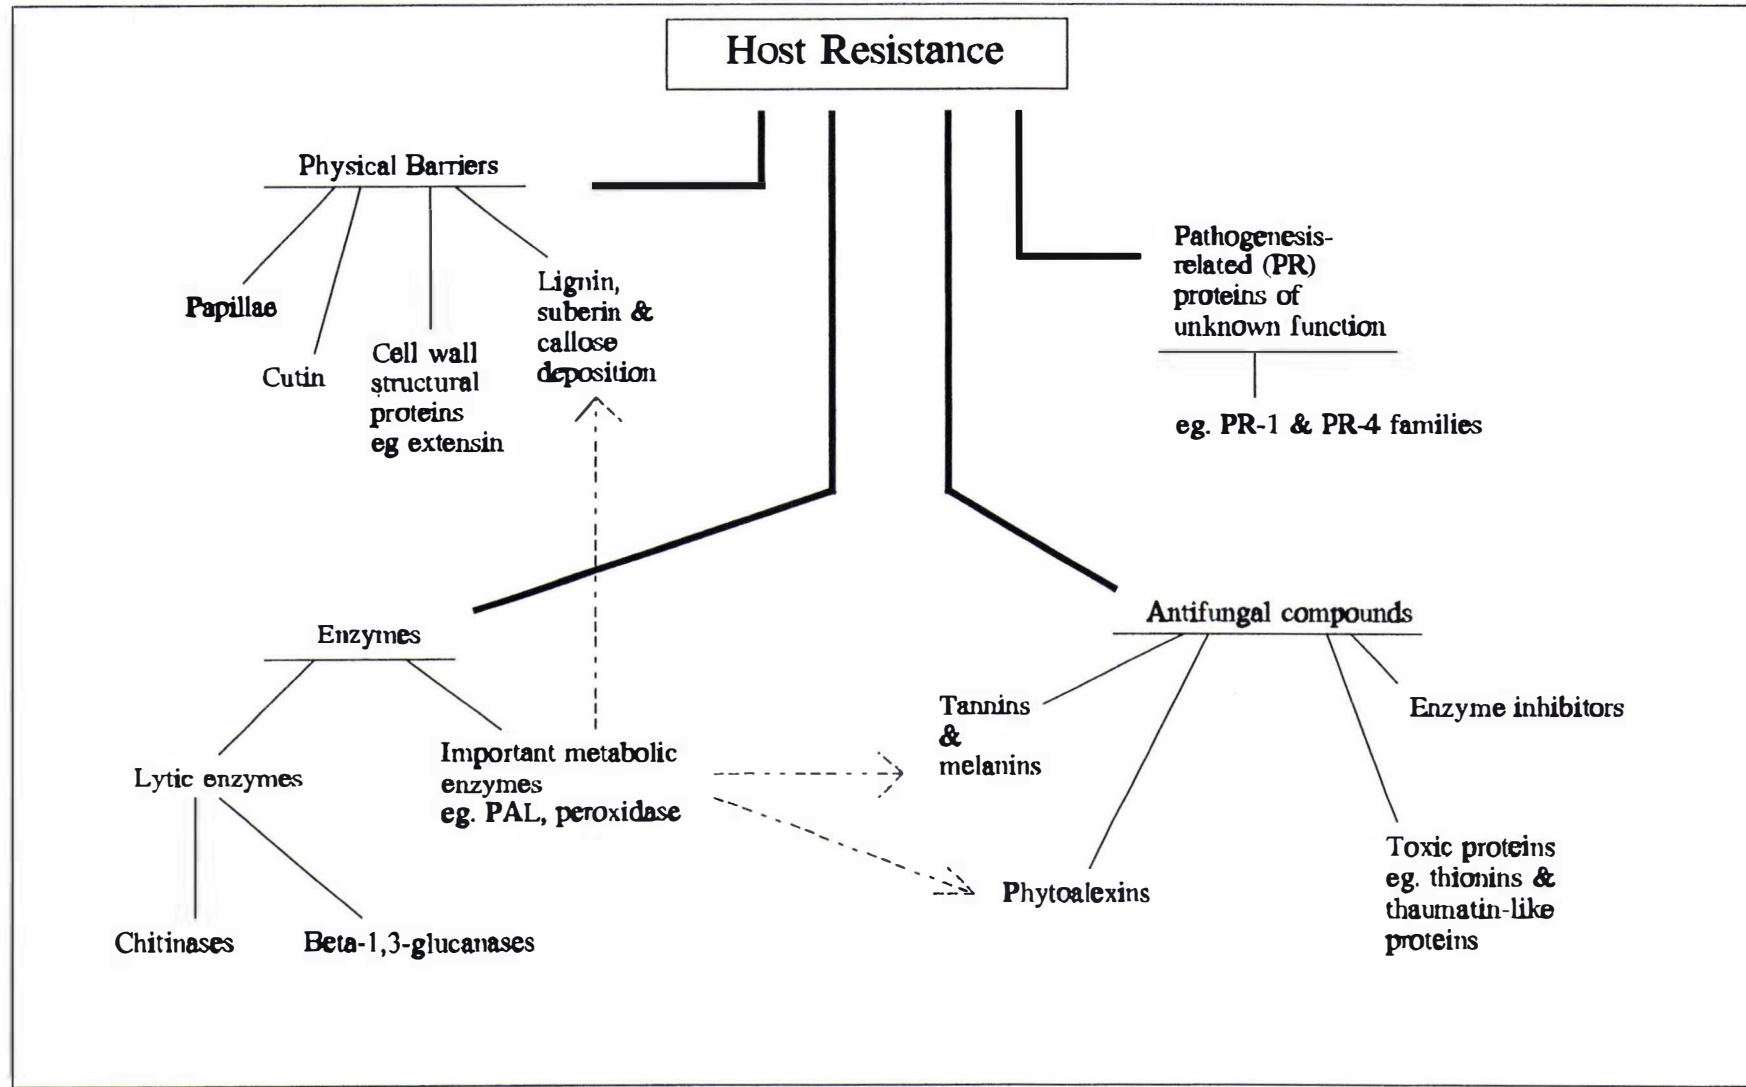 Host Resistance
Physical Barriers
Papillae
Cutin
Cell wall
structural
proteins
eg extensin
Lignin,
suberin &
callose
deposition
Pathogenesis-
related (PR)
proteins of
unknown function
eg. PR-1 & PR-4 families
Enzymes
Lytic enzymes
Chitinases
Beta-1,3-glucanases
Important metabolic
enzymes
eg. PAL, peroxidase
Antifungal compounds
Tannins
&
melanins
Phytoalexins
Toxic proteins
eg. thionins &
thaumatin-like
proteins
Enzyme inhibitors